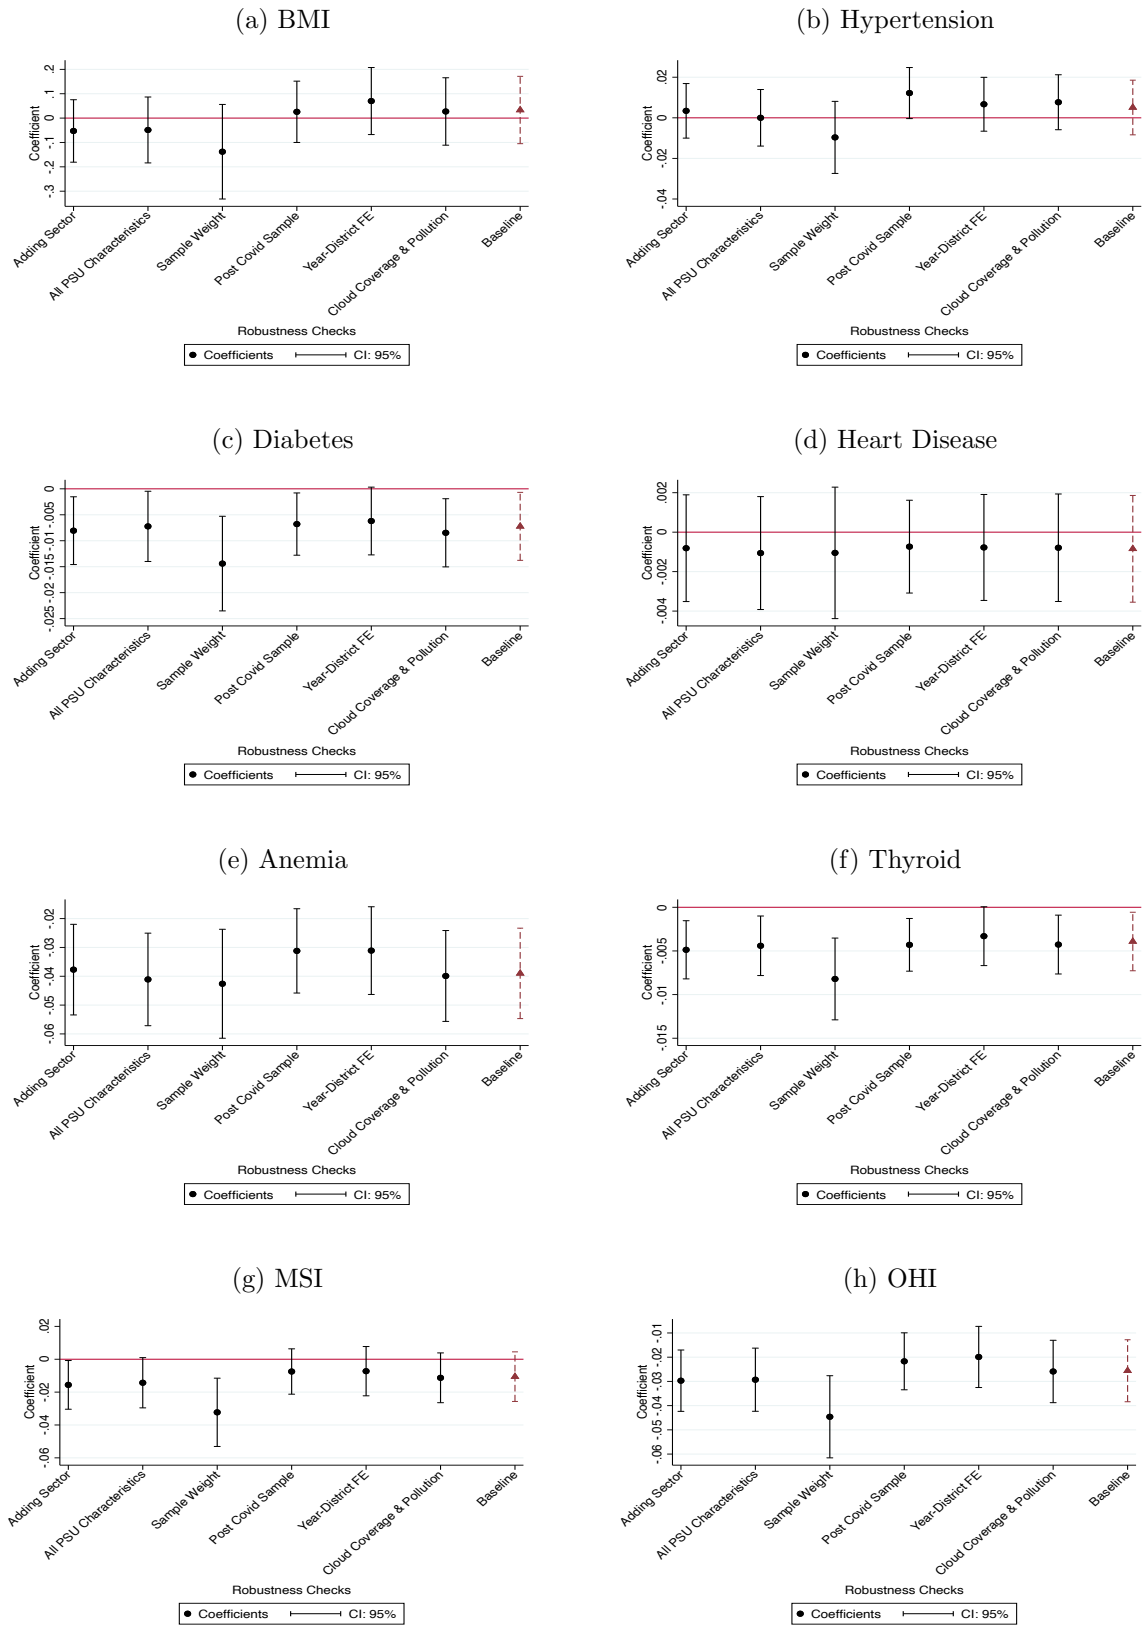 (a) BMI
Coefficient
.2
.1
0
-.1
-.2
-.3
Adding Sector
All PSU Characteristics
Sample Weight
Post Covid Sample
Year-District FE
Cloud Coverage & Pollution
Baseline
Robustness Checks
Coefficients
CI: 95%
(b) Hypertension
Coefficient
.02
0
-.02
-.04
Adding Sector
All PSU Characteristics
Sample Weight
Post Covid Sample
Year-District FE
Cloud Coverage & Pollution
Baseline
Robustness Checks
Coefficients
CI: 95%
(c) Diabetes
Coefficient
0
-.005
-.01
-.015
-.02
-.025
Adding Sector
All PSU Characteristics
Sample Weight
Post Covid Sample
Year-District FE
Cloud Coverage & Pollution
Baseline
Robustness Checks
Coefficients
CI: 95%
(d) Heart Disease
Coefficient
.002
0
-.002
-.004
Adding Sector
All PSU Characteristics
Sample Weight
Post Covid Sample
Year-District FE
Cloud Coverage & Pollution
Baseline
Robustness Checks
Coefficients
CI: 95%
(e) Anemia
Coefficient
-.02
-.03
-.04
-.05
-.06
Adding Sector
All PSU Characteristics
Sample Weight
Post Covid Sample
Year-District FE
Cloud Coverage & Pollution
Baseline
Robustness Checks
Coefficients
CI: 95%
(f) Thyroid
Coefficient
0
-.005
-.01
-.015
Adding Sector
All PSU Characteristics
Sample Weight
Post Covid Sample
Year-District FE
Cloud Coverage & Pollution
Baseline
Robustness Checks
Coefficients
CI: 95%
(g) MSI
Coefficient
.02
0
-.02
-.04
-.06
Adding Sector
All PSU Characteristics
Sample Weight
Post Covid Sample
Year-District FE
Cloud Coverage & Pollution
Baseline
Robustness Checks
Coefficients
CI: 95%
(h) OHI
Coefficient
-.01
-.02
-.03
-.04
-.05
-.06
Adding Sector
All PSU Characteristics
Sample Weight
Post Covid Sample
Year-District FE
Cloud Coverage & Pollution
Baseline
Robustness Checks
Coefficients
CI: 95%